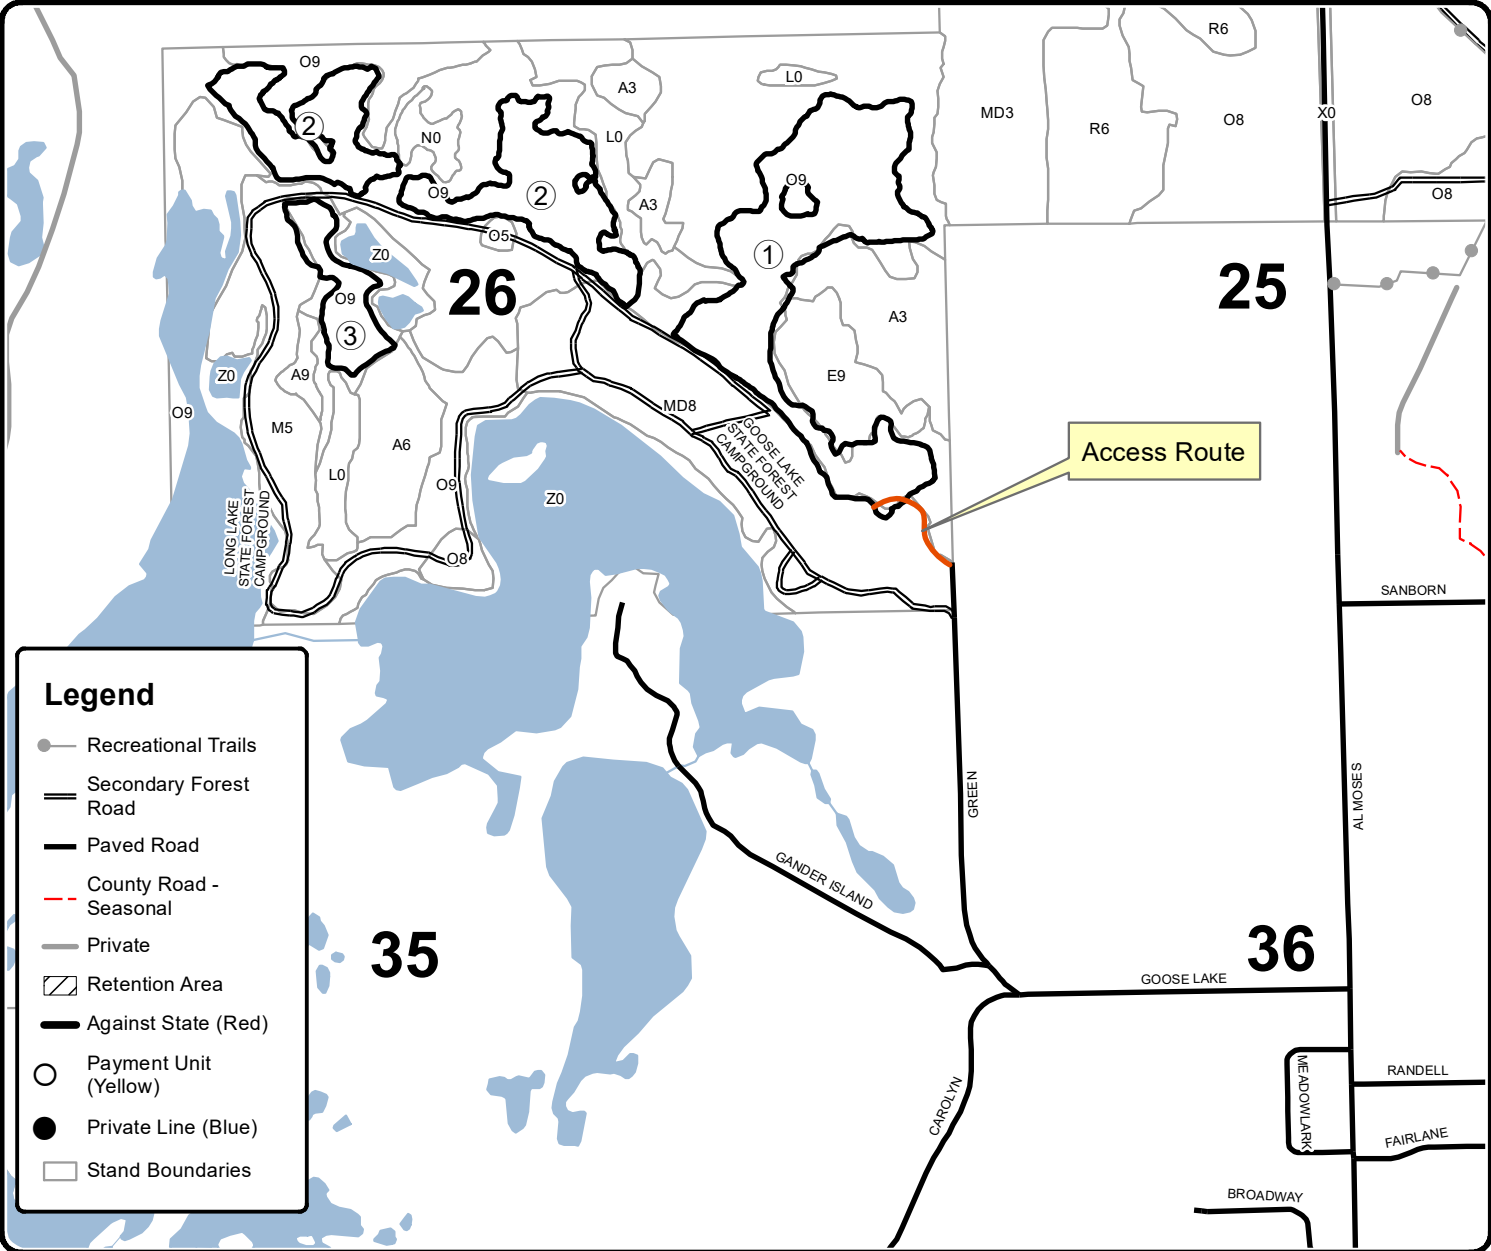 R6
O9
A3
L0
O8
MD3
X0
R6
O8
2
N0
L0
O9
O9
2
A3
O8
O5
Z0
1
26
25
O9
3
A3
Z0
A9
E9
O9
M5
MD8
A6
L0
O9
Z0
GOOSE LAKE
STATE FOREST
CAMPGROUND
Access Route
LONG LAKE
STATE FOREST
CAMPGROUND
O8
SANBORN
GREEN
AL MOSES
GANDER ISLAND
35
36
GOOSE LAKE
CAROLYN
MEADOWLARK
RANDELL
FAIRLANE
BROADWAY
Legend
Recreational Trails
Secondary Forest
Road
Paved Road
County Road -
Seasonal
Private
Retention Area
Against State (Red)
Payment Unit
(Yellow)
Private Line (Blue)
Stand Boundaries